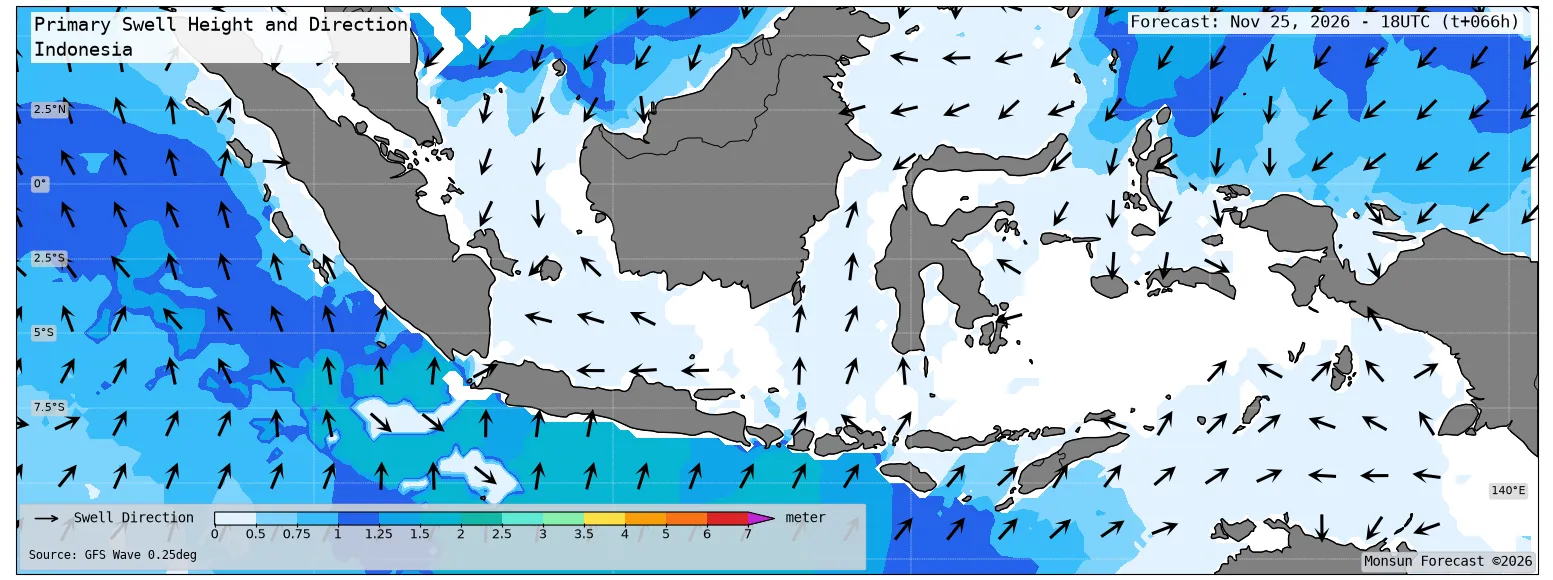 Primary Swell Height and Direction
Indonesia
Forecast: Nov 25, 2026 - 18UTC (t+066h)
2.5°N
0°
2.5°S
5°S
7.5°S
140°E
Swell Direction
0 0.5 0.75 1 1.25 1.5 2 2.5 3 3.5 4 5 6 7
meter
Source: GFS Wave 0.25deg
Monsun Forecast ©2026